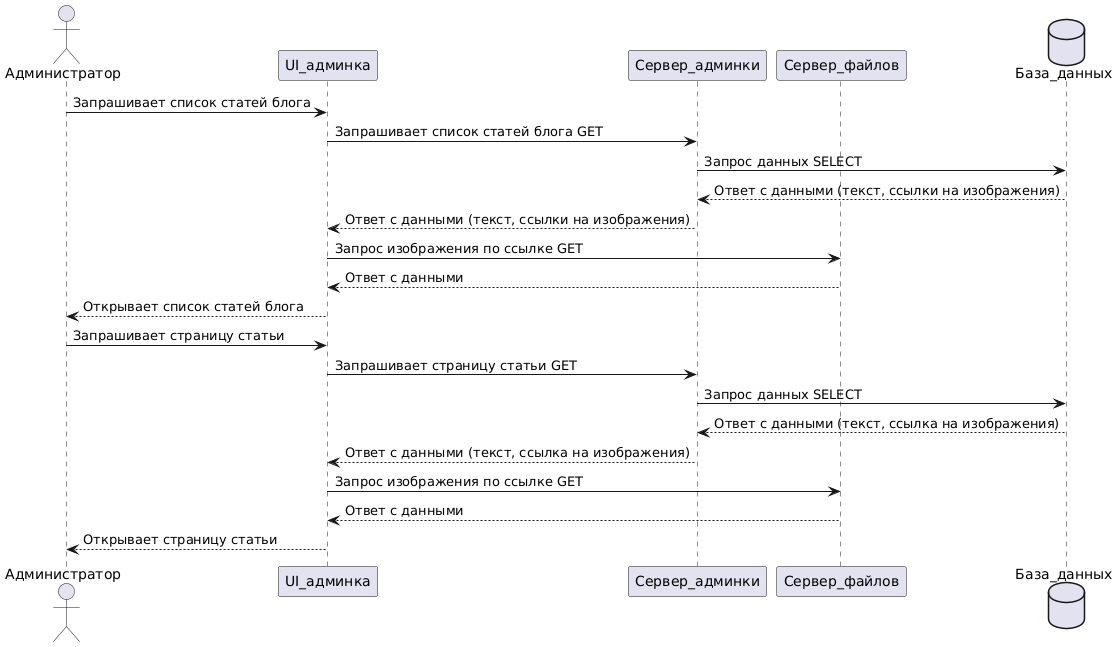 Администратор
UI_админка
Сервер_админки
Сервер_файлов
База_данных
Запрашивает список статей блога
Запрашивает список статей блога GET
Запрос данных SELECT
Ответ с данными (текст, ссылки на изображения)
Ответ с данными (текст, ссылки на изображения)
Запрос изображения по ссылке GET
Ответ с данными
Открывает список статей блога
Запрашивает страницу статьи
Запрашивает страницу статьи GET
Запрос данных SELECT
Ответ с данными (текст, ссылка на изображения)
Ответ с данными (текст, ссылка на изображения)
Запрос изображения по ссылке GET
Ответ с данными
Открывает страницу статьи
Администратор
UI_админка
Сервер_админки
Сервер_файлов
База_данных